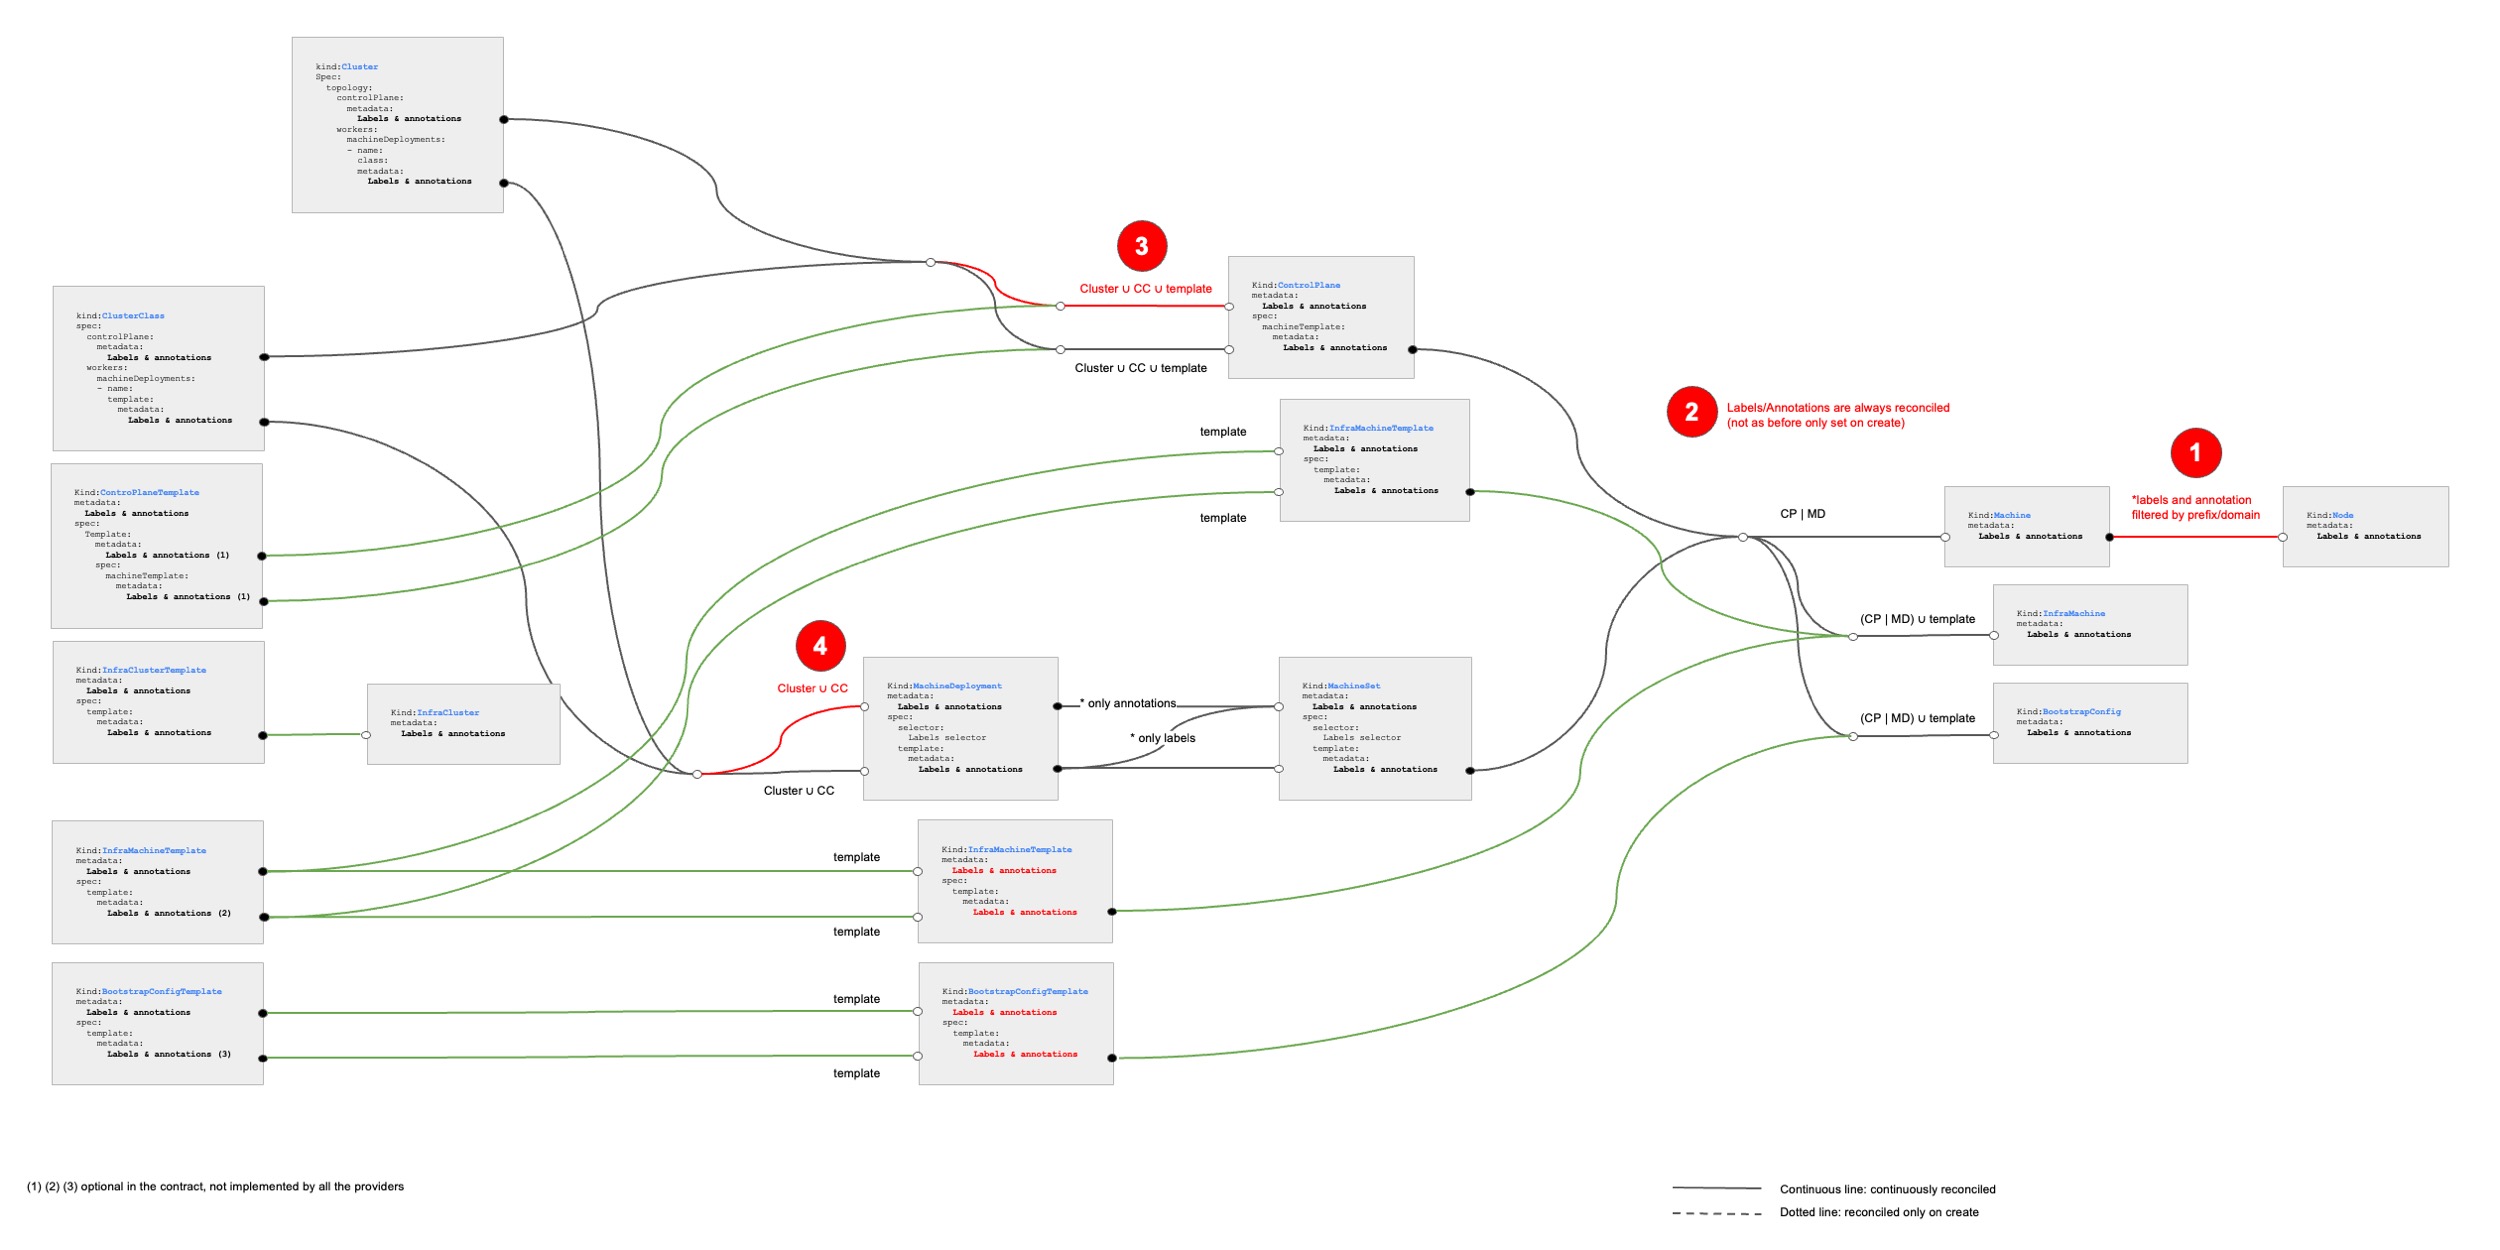 kind:Cluster
Spec:
topology:
controlPlane:
metadata:
Labels & annotations
workers:
machineDeployments:
- name:
class:
metadata:
Labels & annotations
kind:ClusterClass
spec:
controlPlane:
metadata:
Labels & annotations
workers:
machineDeployments:
- name:
template:
metadata:
Labels & annotations
Kind:ControPlaneTemplate
metadata:
Labels & annotations
spec:
Template:
metadata:
Labels & annotations (1)
spec:
machineTemplate:
metadata:
Labels & annotations (1)
Kind:InfraClusterTemplate
metadata:
Labels & annotations
spec:
template:
metadata:
Labels & annotations
Kind:InfraCluster
metadata:
Labels & annotations
Kind:InfraMachineTemplate
metadata:
Labels & annotations
spec:
template:
metadata:
Labels & annotations (2)
Kind:BootstrapConfigTemplate
metadata:
Labels & annotations
spec:
template:
metadata:
Labels & annotations (3)
3
Cluster ∪ CC ∪ template
Cluster ∪ CC ∪ template
Kind:ControlPlane
metadata:
Labels & annotations
spec:
machineTemplate:
metadata:
Labels & annotations
template
template
Kind:InfraMachineTemplate
metadata:
Labels & annotations
spec:
template:
metadata:
Labels & annotations
4
Cluster ∪ CC
Cluster ∪ CC
Kind:MachineDeployment
metadata:
Labels & annotations
spec:
selector:
Labels selector
template:
metadata:
Labels & annotations
* only annotations
* only labels
Kind:MachineSet
metadata:
Labels & annotations
spec:
selector:
Labels selector
template:
metadata:
Labels & annotations
template
template
Kind:InfraMachineTemplate
metadata:
Labels & annotations
spec:
template:
metadata:
Labels & annotations
template
template
Kind:BootstrapConfigTemplate
metadata:
Labels & annotations
spec:
template:
metadata:
Labels & annotations
2
Labels/Annotations are always reconciled
(not as before only set on create)
1
*labels and annotation
filtered by prefix/domain
CP | MD
Kind:Machine
metadata:
Labels & annotations
Kind:Node
metadata:
Labels & annotations
(CP | MD) ∪ template
Kind:InfraMachine
metadata:
Labels & annotations
(CP | MD) ∪ template
Kind:BootstrapConfig
metadata:
Labels & annotations
(1) (2) (3) optional in the contract, not implemented by all the providers
Continuous line: continuously reconciled
Dotted line: reconciled only on create